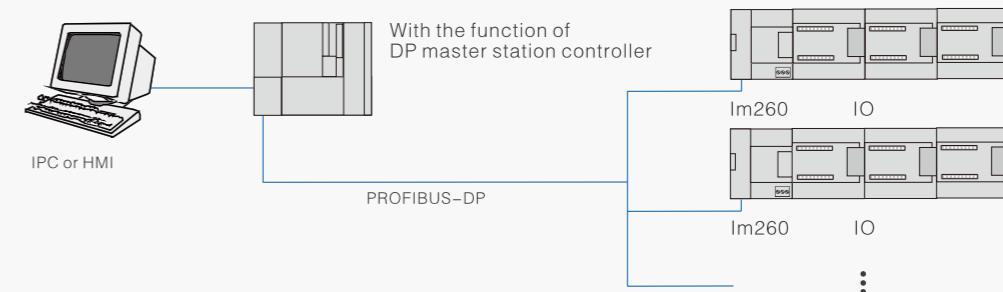 With the function of
DP master station controller
Im260 IO
IPC or HMI
PROFIBUS–DP
Im260 IO